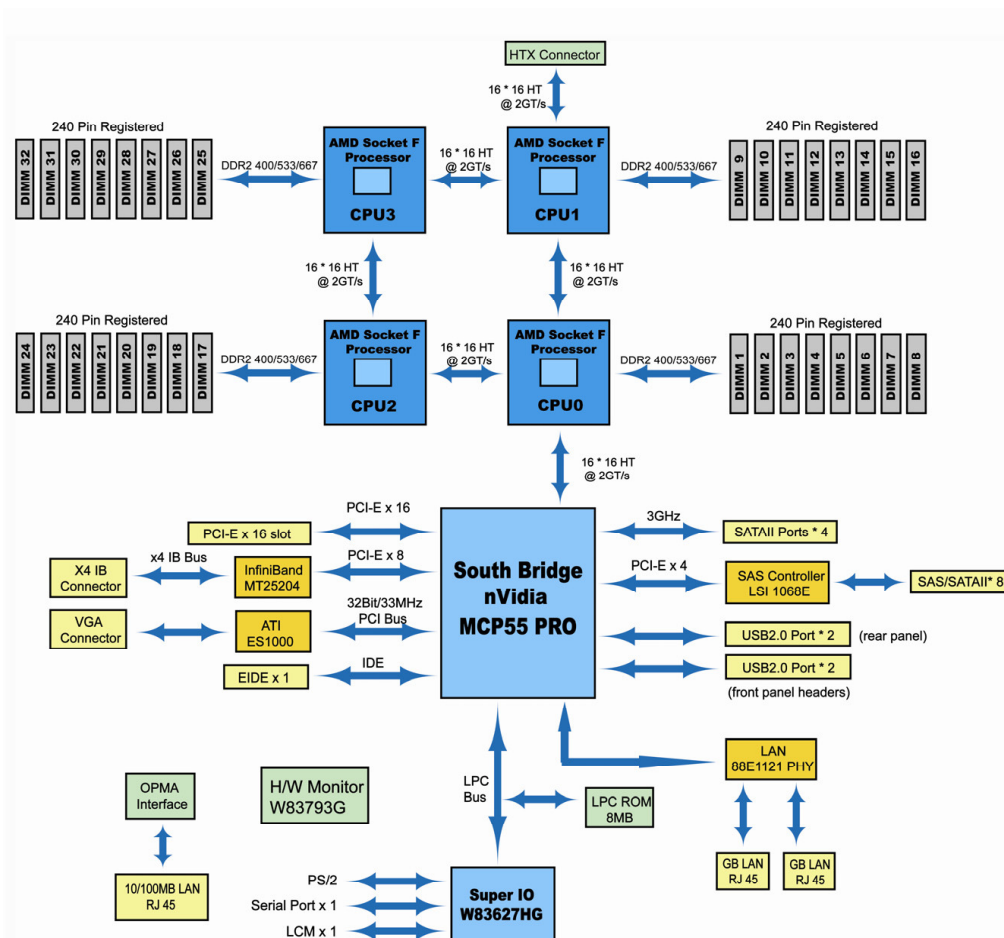 HTX Connector
16 * 16 HT
@ 2GT/s
240 Pin Registered
DIMM 32
DIMM 31
DIMM 30
DIMM 29
DIMM 28
DIMM 27
DIMM 26
DIMM 25
DDR2 400/533/667
AMD Socket F
Processor
CPU3
16 * 16 HT
@ 2GT/s
AMD Socket F
Processor
CPU1
DDR2 400/533/667
240 Pin Registered
DIMM 9
DIMM 10
DIMM 11
DIMM 12
DIMM 13
DIMM 14
DIMM 15
DIMM 16
16 * 16 HT
@ 2GT/s
16 * 16 HT
@ 2GT/s
240 Pin Registered
DIMM 24
DIMM 23
DIMM 22
DIMM 21
DIMM 20
DIMM 19
DIMM 18
DIMM 17
DDR2 400/533/667
AMD Socket F
Processor
CPU2
16 * 16 HT
@ 2GT/s
AMD Socket F
Processor
CPU0
DDR2 400/533/667
240 Pin Registered
DIMM 1
DIMM 2
DIMM 3
DIMM 4
DIMM 5
DIMM 6
DIMM 7
DIMM 8
16 * 16 HT
@ 2GT/s
PCI-E x 16
PCI-E x 16 slot
x4 IB Bus
X4 IB
Connector
InfiniBand
MT25204
PCI-E x 8
VGA
Connector
ATI
ES1000
32Bit/33MHz
PCI Bus
EIDE x 1
IDE
South Bridge
nVidia
MCP55 PRO
3GHz
SATAII Ports * 4
PCI-E x 4
SAS Controller
LSI 1068E
SAS/SATAII* 8
USB2.0 Port * 2
(rear panel)
USB2.0 Port * 2
(front panel headers)
LAN
88E1121 PHY
GB LAN
RJ 45
GB LAN
RJ 45
OPMA
Interface
10/100MB LAN
RJ 45
H/W Monitor
W83793G
LPC
Bus
LPC ROM
8MB
PS/2
Serial Port x 1
LCM x 1
Super IO
W83627HG